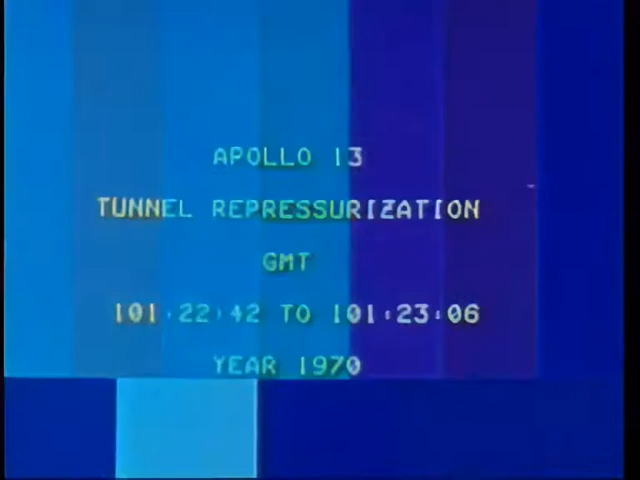 APOLLO 13
TUNNEL REPRESSURIZATION
GMT
101:22:42 TO 101:23:06
YEAR 1970